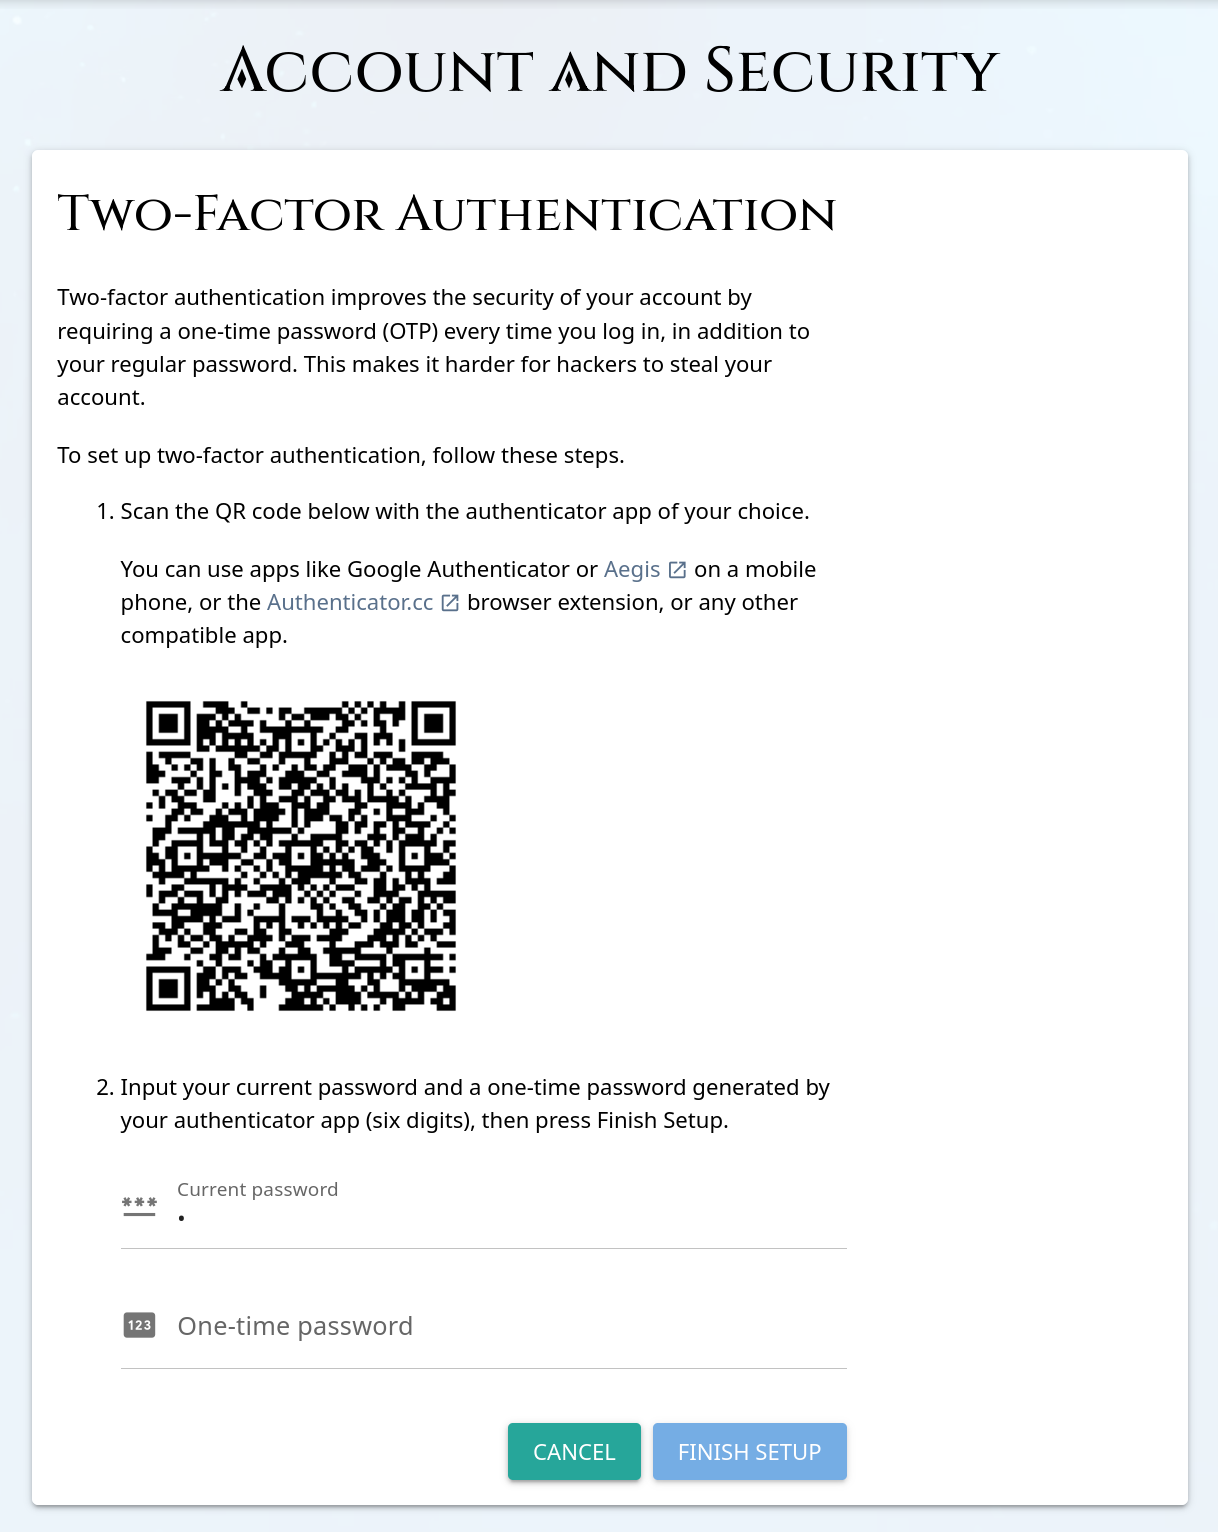 Account and Security
Two-Factor Authentication
Two-factor authentication improves the security of your account by
requiring a one-time password (OTP) every time you log in, in addition to
your regular password. This makes it harder for hackers to steal your
account.
To set up two-factor authentication, follow these steps.
1. Scan the QR code below with the authenticator app of your choice.
You can use apps like Google Authenticator or Aegis on a mobile
phone, or the Authenticator.cc browser extension, or any other
compatible app.
2. Input your current password and a one-time password generated by
your authenticator app (six digits), then press Finish Setup.
Current password
***
•
123 One-time password
CANCEL FINISH SETUP